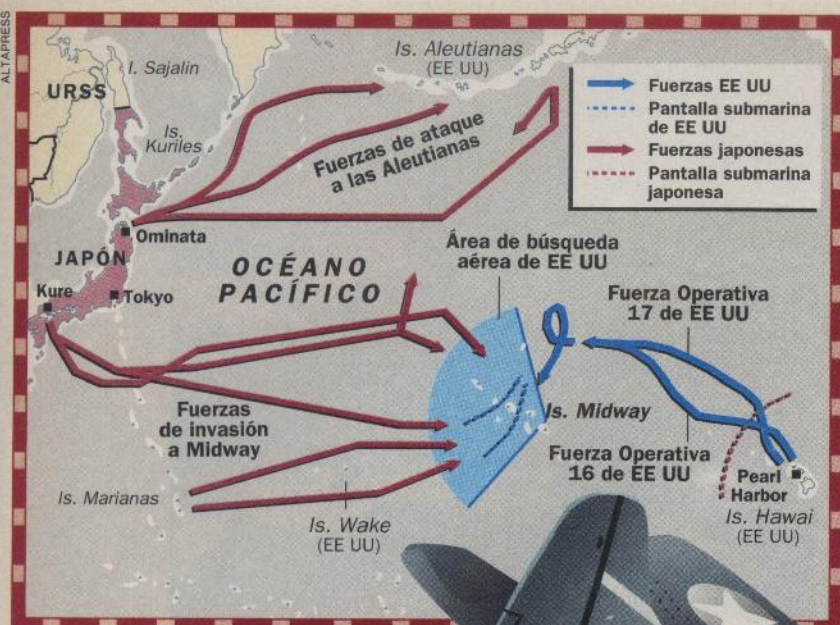 ALTAPRESS
Is. Aleutianas
(EE UU)
I. Sajalin
URSS
Is.
Kuriles
Fuerzas de ataque
a las Aleutianas
Fuerzas EE UU
Pantalla submarina
de EE UU
Fuerzas japonesas
Pantalla submarina
japonesa
Ominata
JAPÓN
Kure
Tokyo
OCÉANO
PACÍFICO
Área de búsqueda
aérea de EE UU
Fuerza Operativa
17 de EE UU
Is. Midway
Fuerzas
de invasión
a Midway
Fuerza Operativa
16 de EE UU
Pearl
Harbor
Is. Marianas
Is. Wake
(EE UU)
Is. Hawai
(EE UU)